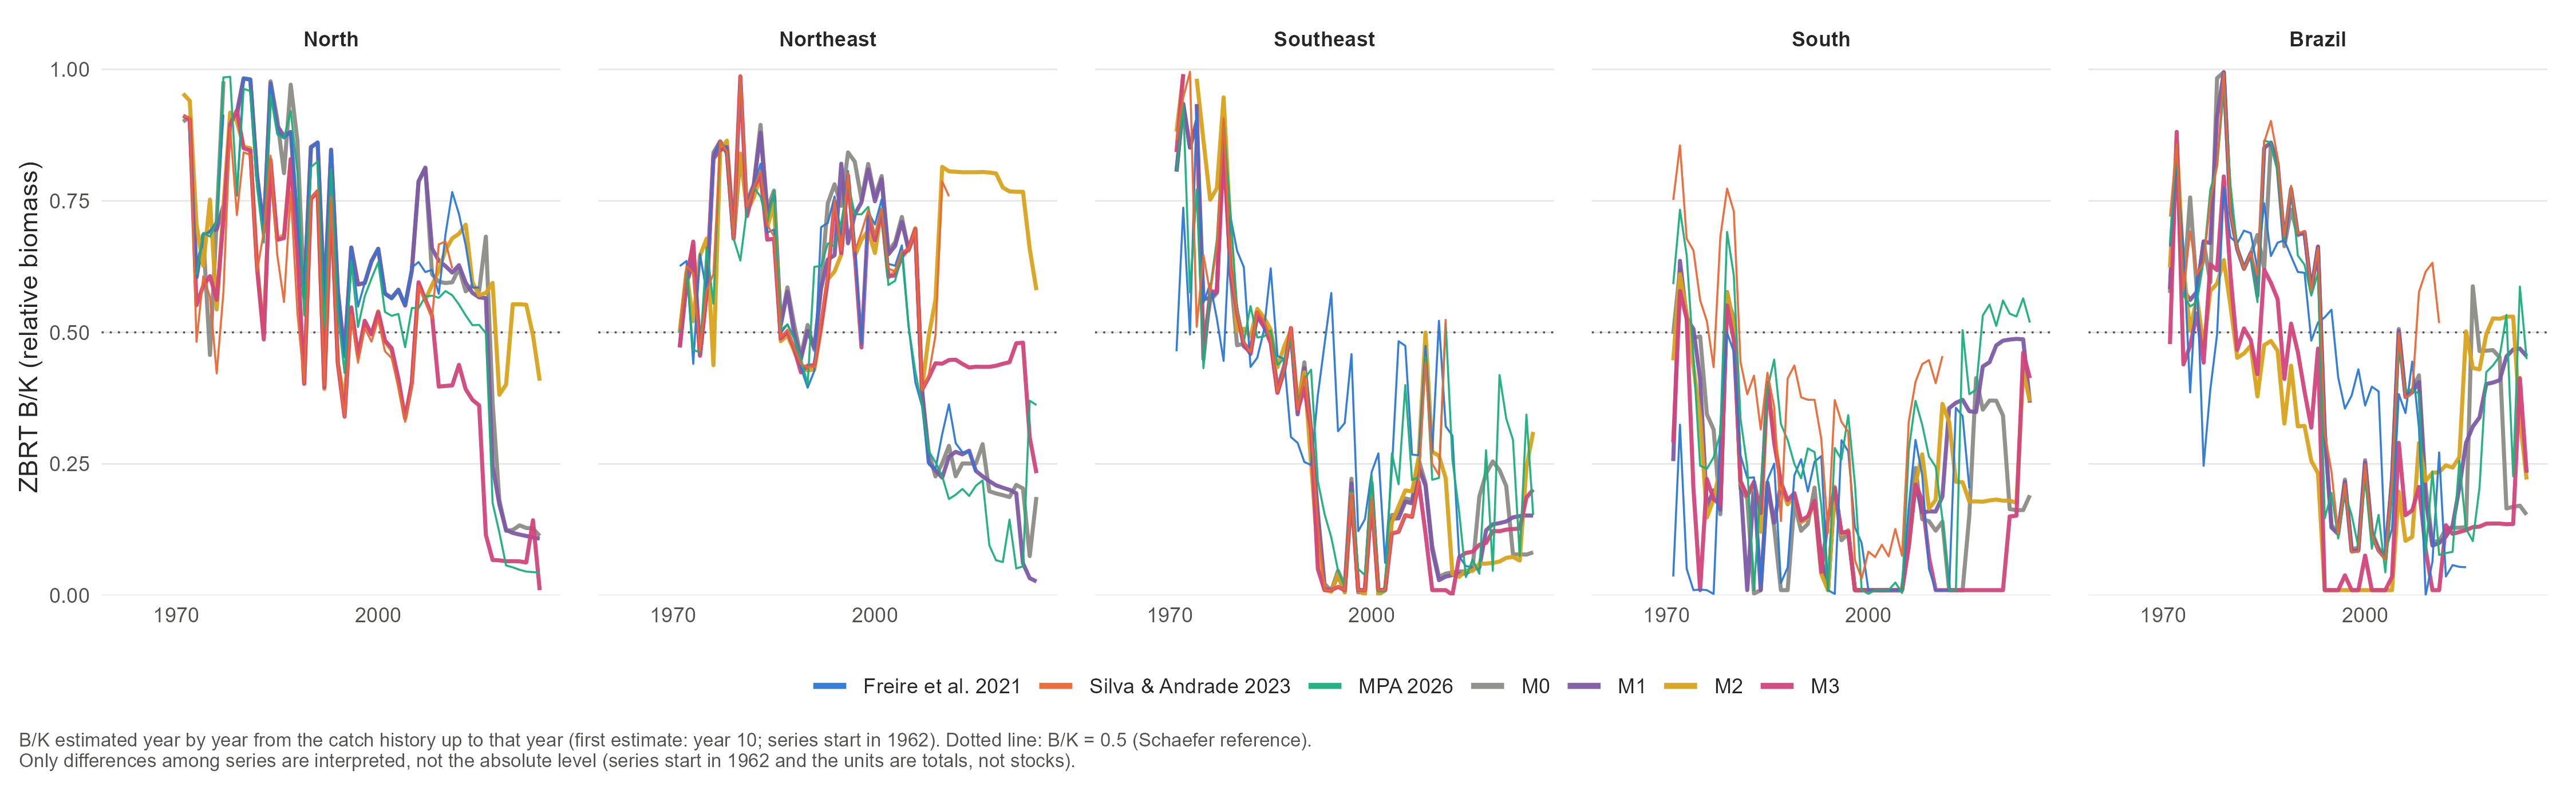 North
Northeast
Southeast
South
Brazil
ZBRT B/K (relative biomass)
1.00
0.75
0.50
0.25
0.00
1970 2000
1970 2000
1970 2000
1970 2000
1970 2000
Freire et al. 2021 Silva & Andrade 2023 MPA 2026 M0 M1 M2 M3
B/K estimated year by year from the catch history up to that year (first estimate: year 10; series start in 1962). Dotted line: B/K = 0.5 (Schaefer reference).
Only differences among series are interpreted, not the absolute level (series start in 1962 and the units are totals, not stocks).